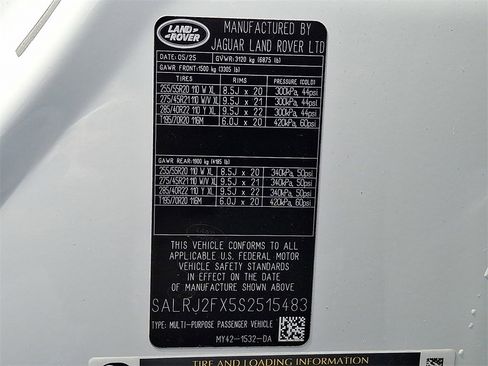 LAND ROVER
MANUFACTURED BY
JAGUAR LAND ROVER LTD
DATE: 05/25 GVWR: 3120 kg (6875 lb)
GAWR FRONT: 1500 kg (3305 lb)
TIRES RIMS PRESSURE (COLD)
255/55R20 110 W XL 8.5J x 20 300kPa, 44psi
275/45R21 110 W/V XL 9.5J x 21 300kPa, 44psi
285/40R22 110 Y XL 9.5J x 22 300kPa, 44psi
195/70R20 116M 6.0J x 20 420kPa, 60psi
GAWR REAR: 1900 kg (4185 lb)
255/55R20 110 W XL 8.5J x 20 340kPa, 50psi
275/45R21 110 W/V XL 9.5J x 21 340kPa, 50psi
285/40R22 110 Y XL 9.5J x 22 340kPa, 50psi
195/70R20 116M 6.0J x 20 420kPa, 60psi
THIS VEHICLE CONFORMS TO ALL
APPLICABLE U.S. FEDERAL MOTOR
VEHICLE SAFETY STANDARDS
IN EFFECT ON THE DATE
OF MANUFACTURE SHOWN ABOVE
SALRJ2FX5S2515483
TYPE: MULTI-PURPOSE PASSENGER VEHICLE
MY42-1532-DA
TIRE AND LOADING INFORMATION